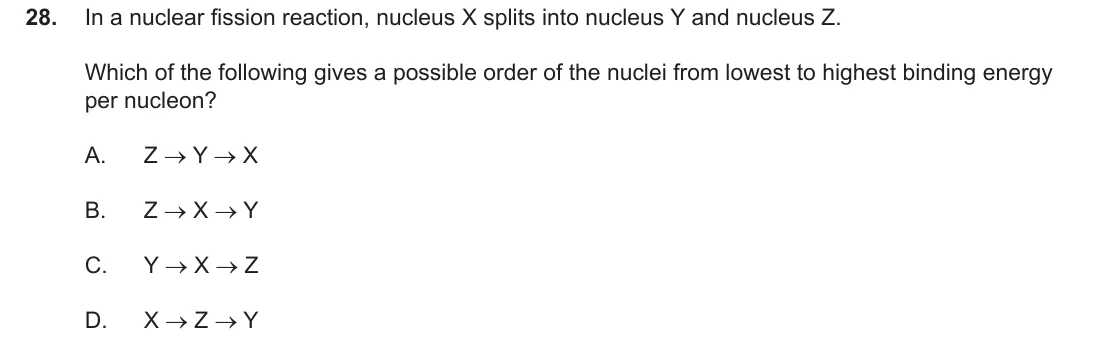 28. In a nuclear fission reaction, nucleus X splits into nucleus Y and nucleus Z.
Which of the following gives a possible order of the nuclei from lowest to highest binding energy
per nucleon?
A. Z → Y → X
B. Z → X → Y
C. Y → X → Z
D. X → Z → Y